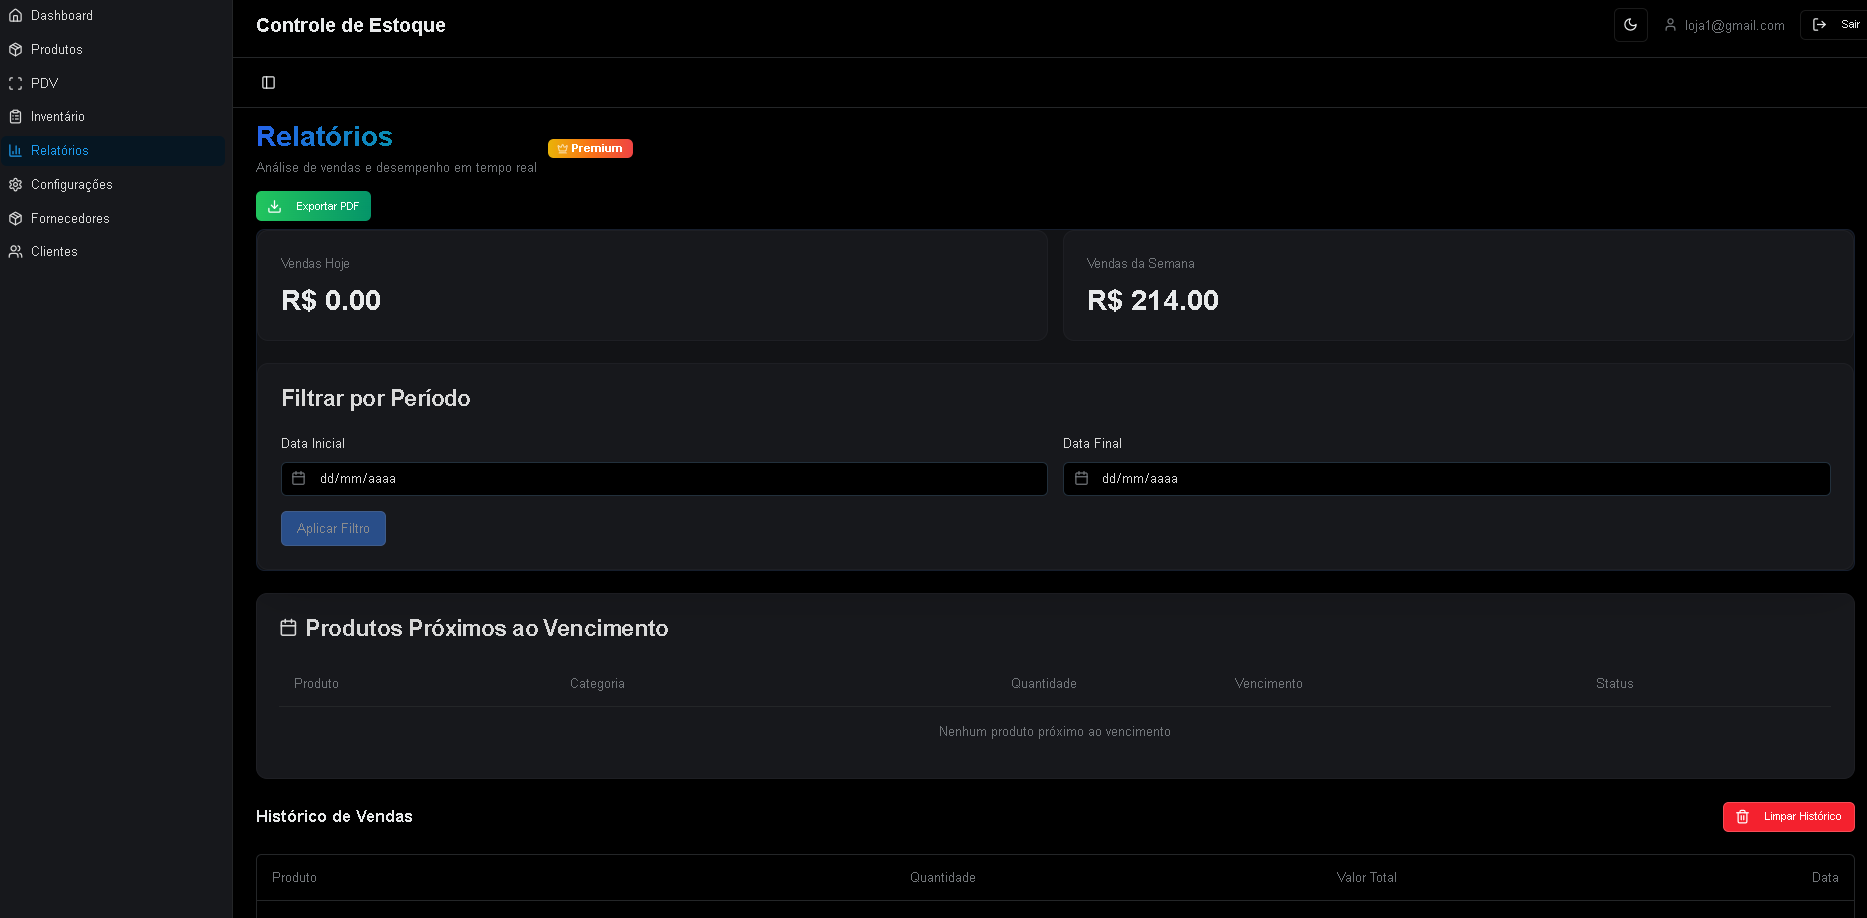 Dashboard
Produtos
PDV
Inventário
Relatórios
Configurações
Fornecedores
Clientes
Controle de Estoque
loja1@gmail.com
Sair
Relatórios
Premium
Análise de vendas e desempenho em tempo real
Exportar PDF
Vendas Hoje
R$ 0.00
Vendas da Semana
R$ 214.00
Filtrar por Período
Data Inicial
dd/mm/aaaa
Data Final
dd/mm/aaaa
Aplicar Filtro
Produtos Próximos ao Vencimento
Produto Categoria Quantidade Vencimento Status
Nenhum produto próximo ao vencimento
Histórico de Vendas
Limpar Histórico
Produto Quantidade Valor Total Data